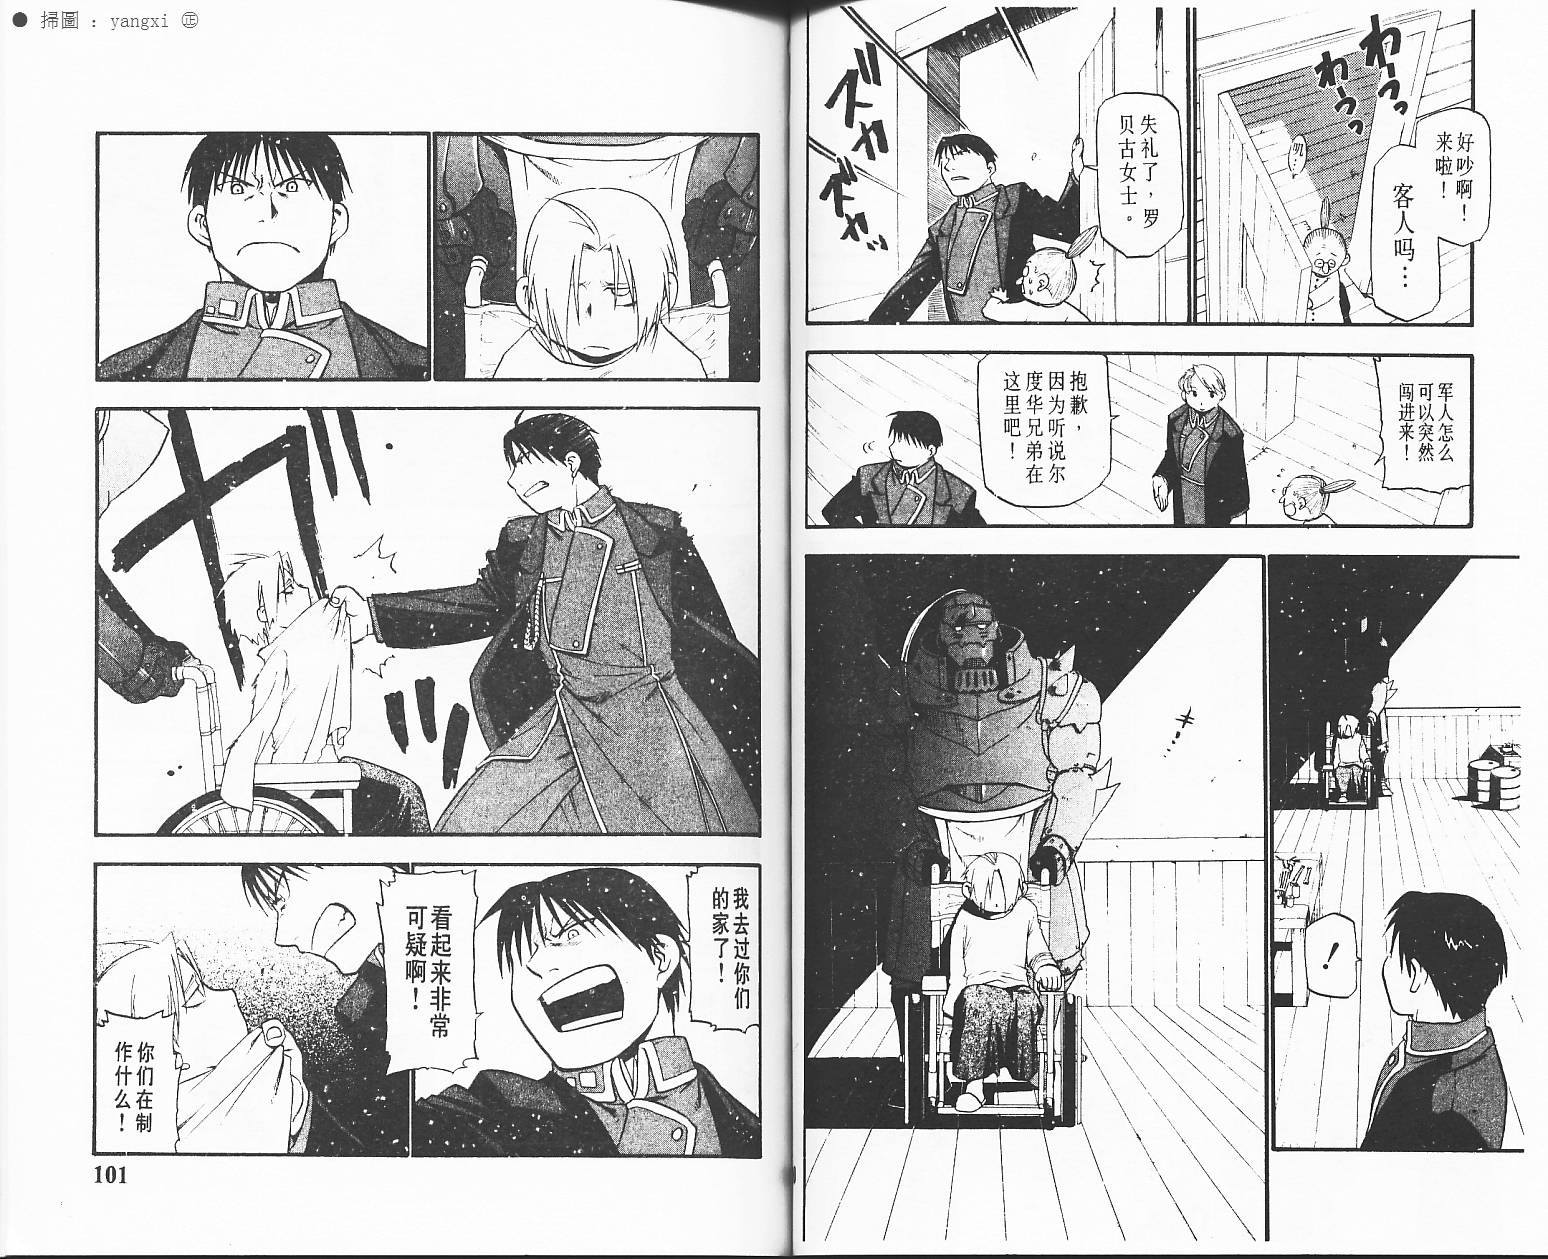 ● 掃圖 : yangxi ㊣
好吵啊！
来啦！
客人吗…
わーっ
わーっ
失礼了，罗
贝古女士。
ズカ
ズカ
军人怎么
可以突然
闯进来！
抱歉，
因为听说尔
度华兄弟在
这里吧！
！
キ…
我去过你们
的家了！
看起来非常
可疑啊！
你们在制
作什么！
101